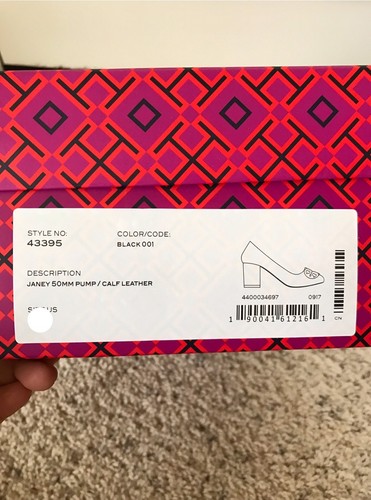 STYLE NO: COLOR/CODE:
43395 BLACK 001
DESCRIPTION
JANEY 50MM PUMP / CALF LEATHER
4400034697 0917
1 90041 61216 1
CN
US